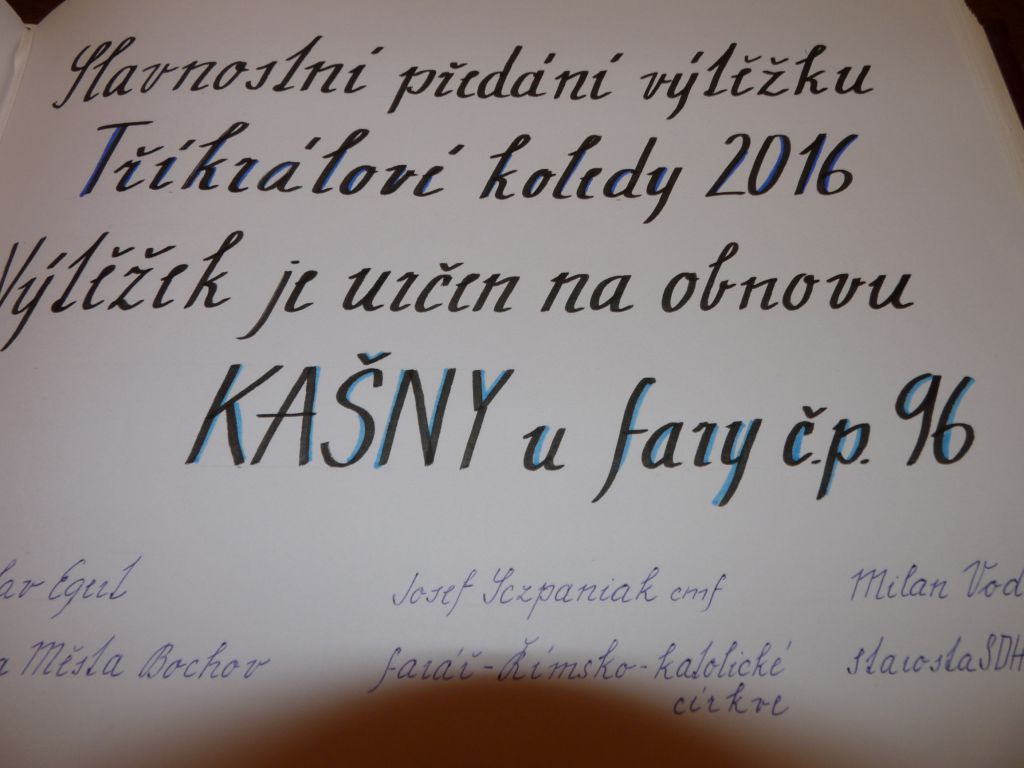 Slavnostní předání výtěžku
Tříkrálové koledy 2016
Výtěžek je určen na obnovu
KAŠNY u fary č.p. 96
Josef Sczpaniak cmf Milan
Města Bochov farář-Římsko-katolické starosta SDH
církve